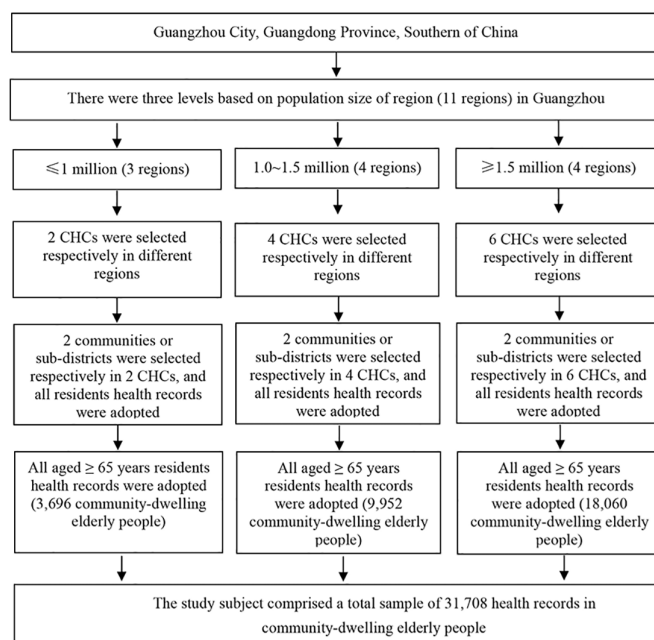 Guangzhou City, Guangdong Province, Southern of China
There were three levels based on population size of region (11 regions) in Guangzhou
≤1 million (3 regions)
1.0~1.5 million (4 regions)
≥1.5 million (4 regions)
2 CHCs were selected
respectively in different
regions
4 CHCs were selected
respectively in different
regions
6 CHCs were selected
respectively in different
regions
2 communities or
sub-districts were selected
respectively in 2 CHCs, and
all residents health records
were adopted
2 communities or
sub-districts were selected
respectively in 4 CHCs, and
all residents health records
were adopted
2 communities or
sub-districts were selected
respectively in 6 CHCs, and
all residents health records
were adopted
All aged ≥ 65 years residents
health records were adopted
(3,696 community-dwelling
elderly people)
All aged ≥ 65 years
residents health records
were adopted (9,952
community-dwelling elderly
people)
All aged ≥ 65 years
residents health records
were adopted (18,060
community-dwelling elderly
people)
The study subject comprised a total sample of 31,708 health records in
community-dwelling elderly people